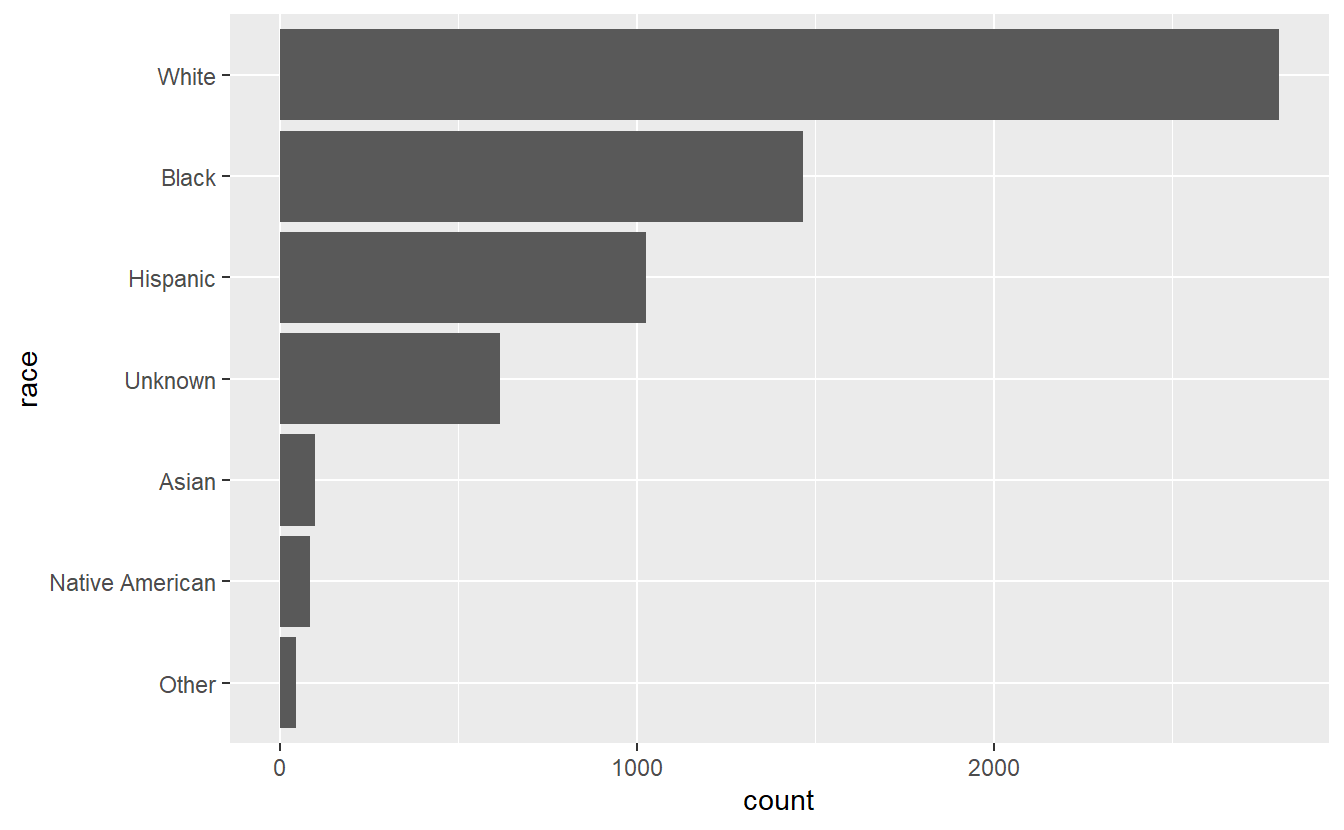 White
Black
Hispanic
Unknown
Asian
Native American
Other
race
0 1000 2000
count